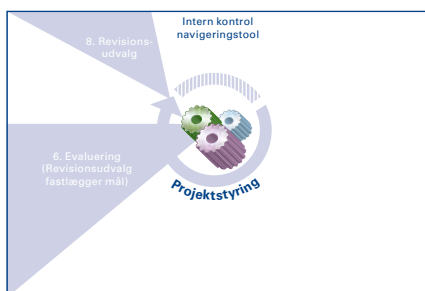 Intern kontrol
navigeringstool
8. Revisions-
udvalg
6. Evaluering
(Revisionsudvalg
fastlægger mål)
Projektstyring